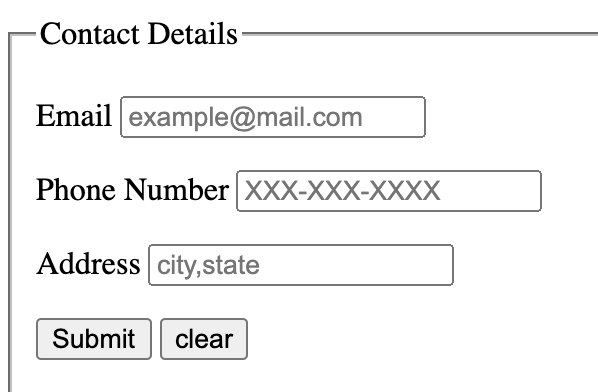 Contact Details
Email example@mail.com
Phone Number XXX-XXX-XXXX
Address city,state
Submit clear